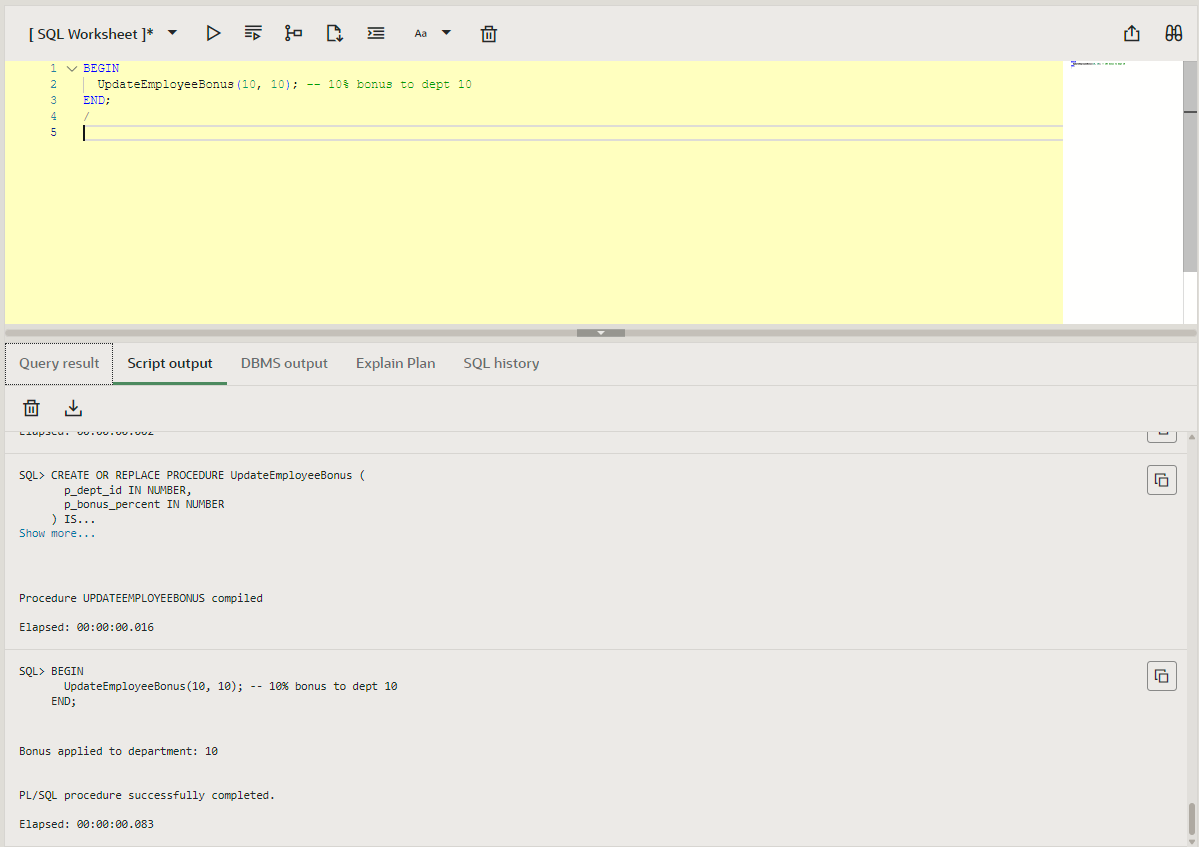 [ SQL Worksheet ]*
Aa
1 BEGIN
2 UpdateEmployeeBonus(10, 10); -- 10% bonus to dept 10
3 END;
4 /
5
Query result Script output DBMS output Explain Plan SQL history
Elapsed: 00:00:00.002
SQL> CREATE OR REPLACE PROCEDURE UpdateEmployeeBonus (
p_dept_id IN NUMBER,
p_bonus_percent IN NUMBER
) IS...
Show more...
Procedure UPDATEEMPLOYEEBONUS compiled
Elapsed: 00:00:00.016
SQL> BEGIN
UpdateEmployeeBonus(10, 10); -- 10% bonus to dept 10
END;
Bonus applied to department: 10
PL/SQL procedure successfully completed.
Elapsed: 00:00:00.083